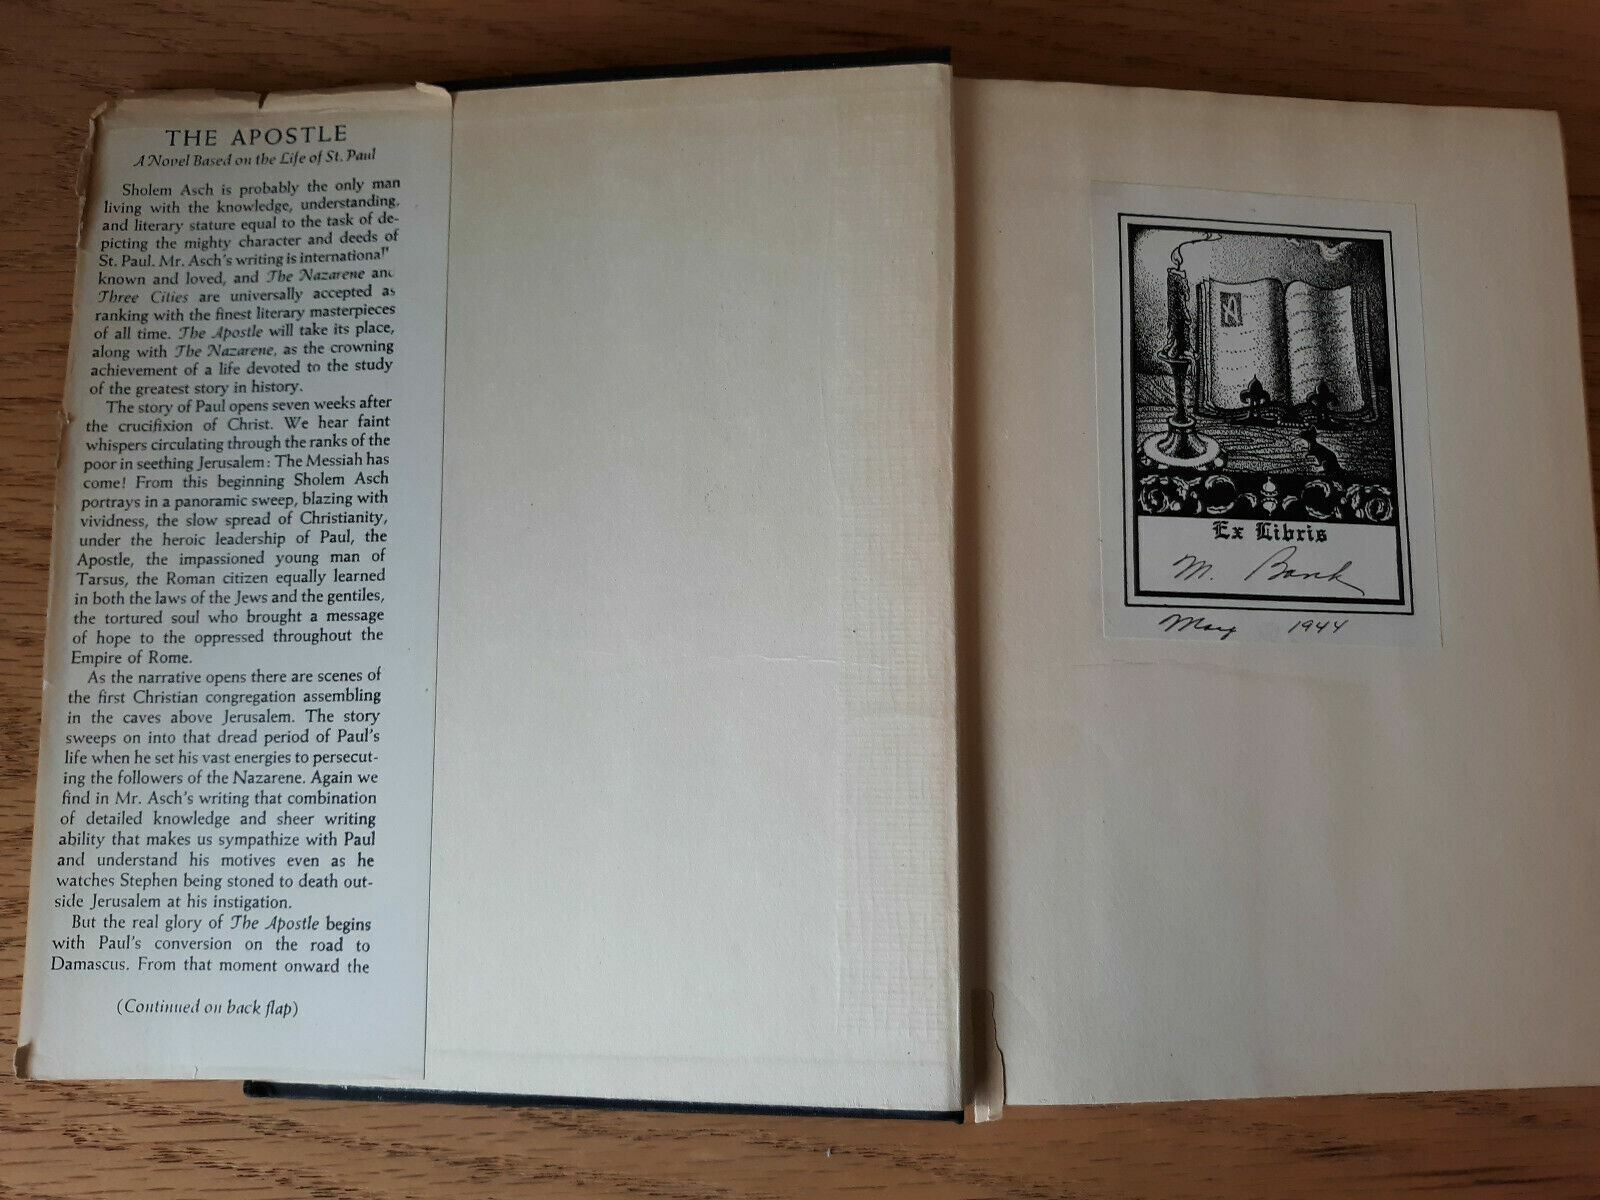 THE APOSTLE
A Novel Based on the Life of St. Paul
Sholem Asch is probably the only man
living with the knowledge, understanding,
and literary stature equal to the task of de-
picting the mighty character and deeds of
St. Paul. Mr. Asch's writing is international
known and loved, and The Nazarene and
Three Cities are universally accepted as
ranking with the finest literary masterpieces
of all time. The Apostle will take its place,
along with The Nazarene, as the crowning
achievement of a life devoted to the study
of the greatest story in history.
The story of Paul opens seven weeks after
the crucifixion of Christ. We hear faint
whispers circulating through the ranks of the
poor in seething Jerusalem: The Messiah has
come! From this beginning Sholem Asch
portrays in a panoramic sweep, blazing with
vividness, the slow spread of Christianity,
under the heroic leadership of Paul, the
Apostle, the impassioned young man of
Tarsus, the Roman citizen equally learned
in both the laws of the Jews and the gentiles,
the tortured soul who brought a message
of hope to the oppressed throughout the
Empire of Rome.
As the narrative opens there are scenes of
the first Christian congregation assembling
in the caves above Jerusalem. The story
sweeps on into that dread period of Paul's
life when he set his vast energies to persecut-
ing the followers of the Nazarene. Again we
find in Mr. Asch's writing that combination
of detailed knowledge and sheer writing
ability that makes us sympathize with Paul
and understand his motives even as he
watches Stephen being stoned to death out-
side Jerusalem at his instigation.
But the real glory of The Apostle begins
with Paul's conversion on the road to
Damascus. From that moment onward the
(Continued on back flap)
A
Ex Libris
M. Bank
May 1944